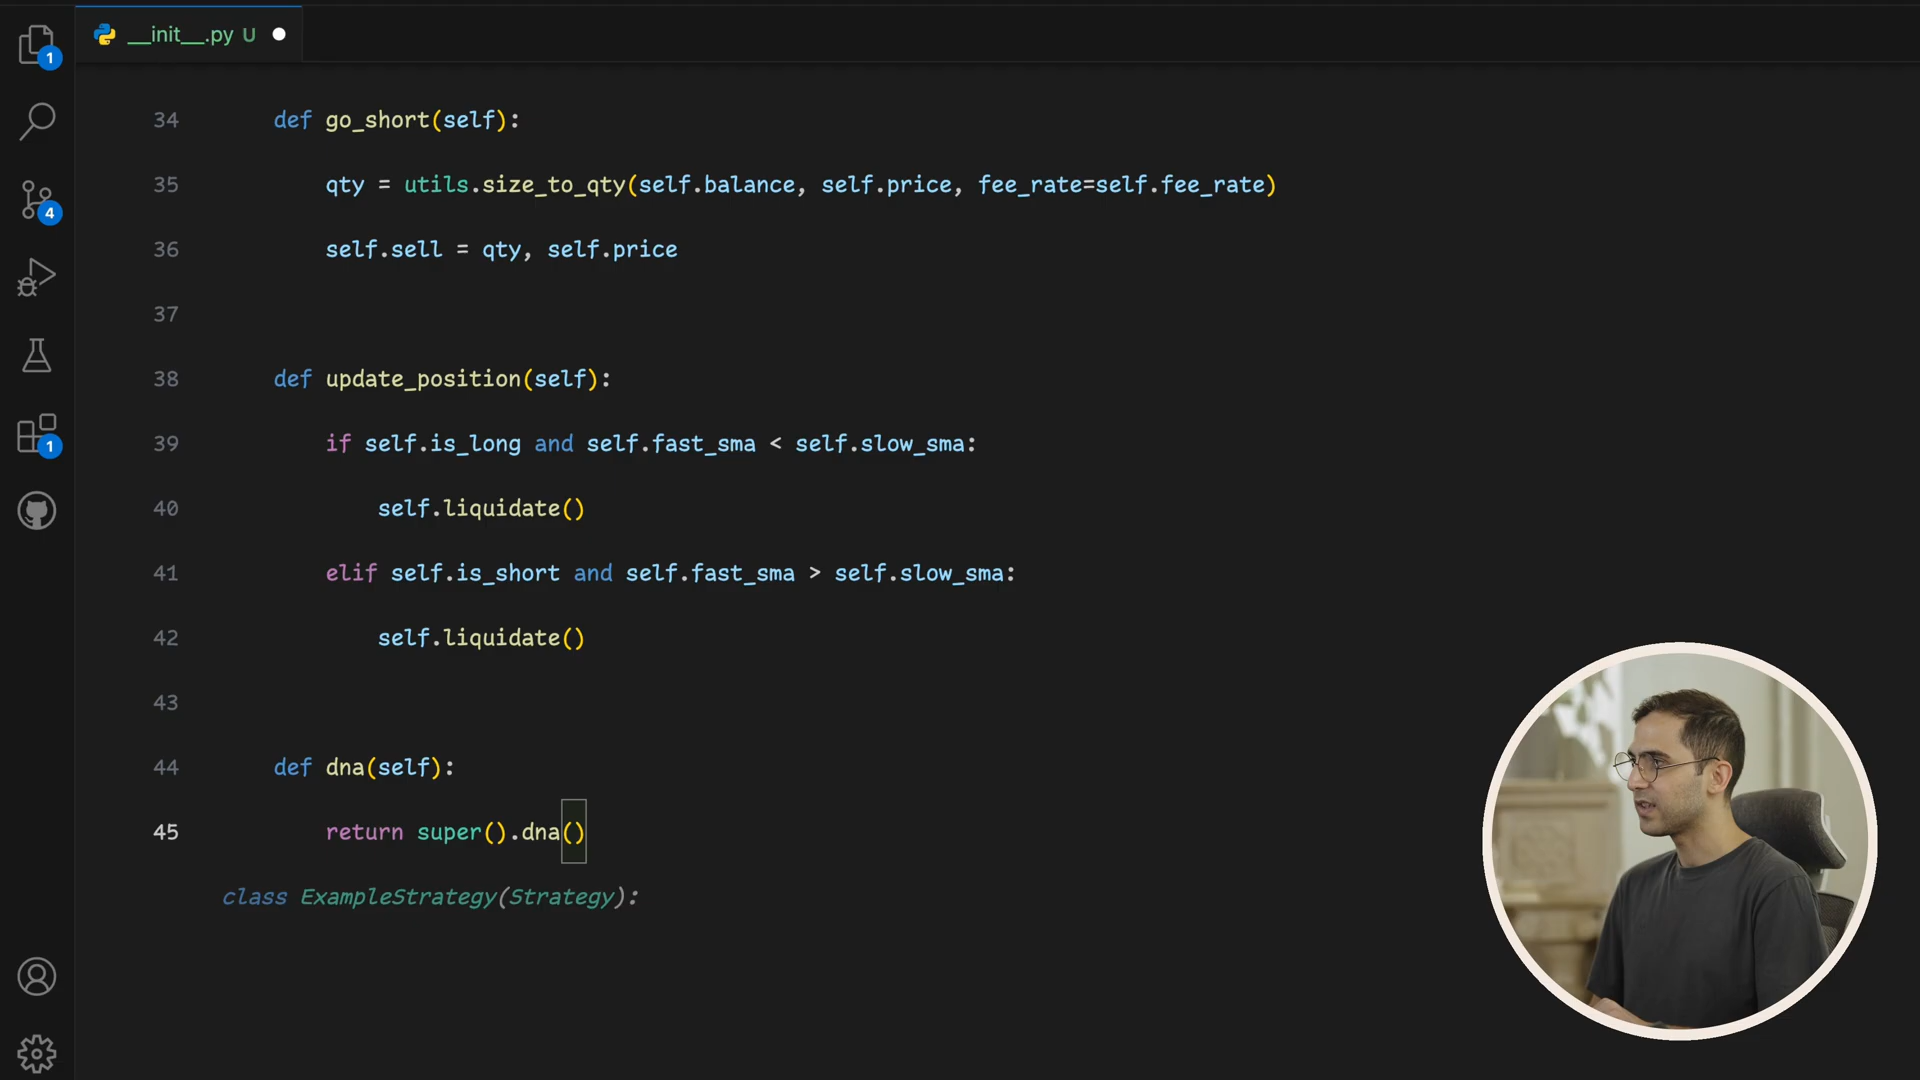 __init__.py U
1
4
1
34 def go_short(self):
35 qty = utils.size_to_qty(self.balance, self.price, fee_rate=self.fee_rate)
36 self.sell = qty, self.price
37
38 def update_position(self):
39 if self.is_long and self.fast_sma < self.slow_sma:
40 self.liquidate()
41 elif self.is_short and self.fast_sma > self.slow_sma:
42 self.liquidate()
43
44 def dna(self):
45 return super().dna()
class ExampleStrategy(Strategy):